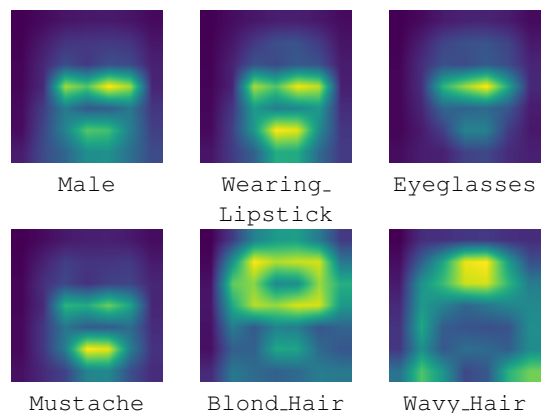 Male
Wearing_
Lipstick
Eyeglasses
Mustache
Blond_Hair
Wavy_Hair